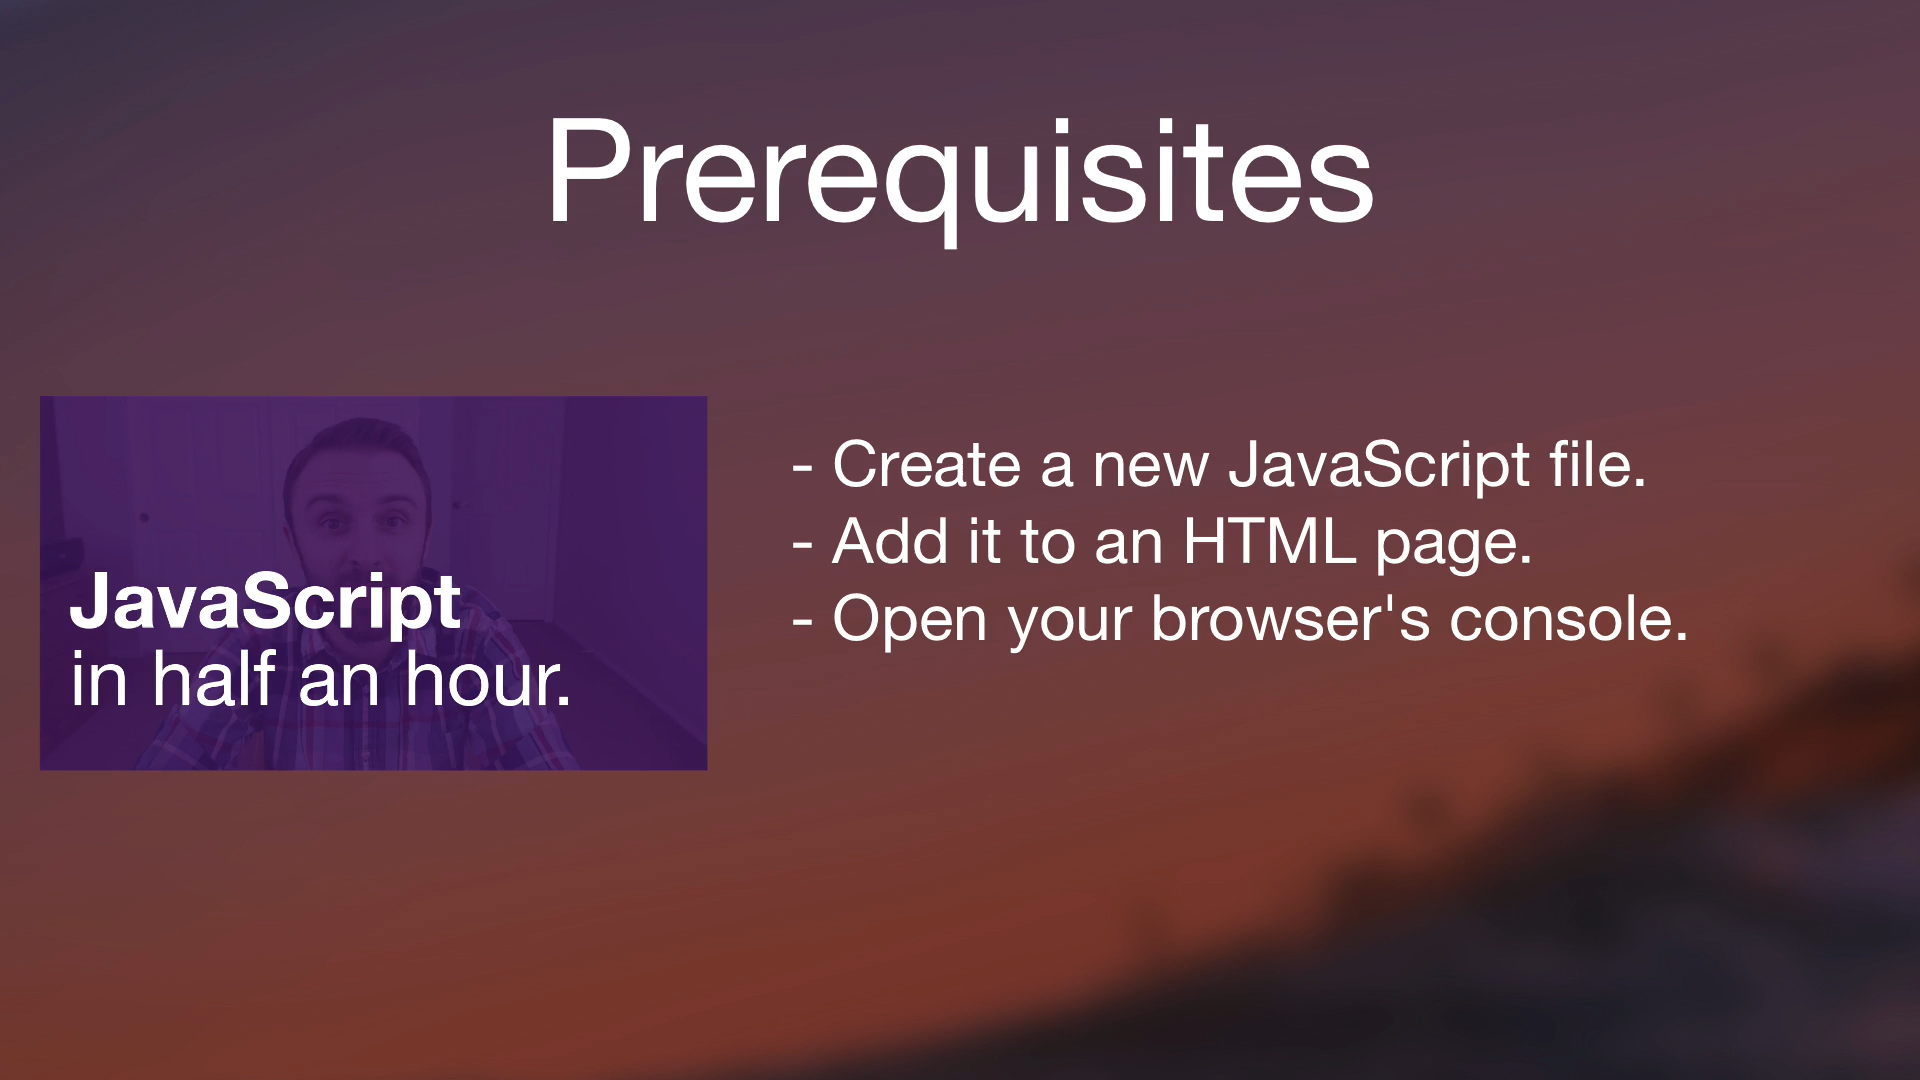 Prerequisites
JavaScript
in half an hour.
- Create a new JavaScript file.
- Add it to an HTML page.
- Open your browser's console.